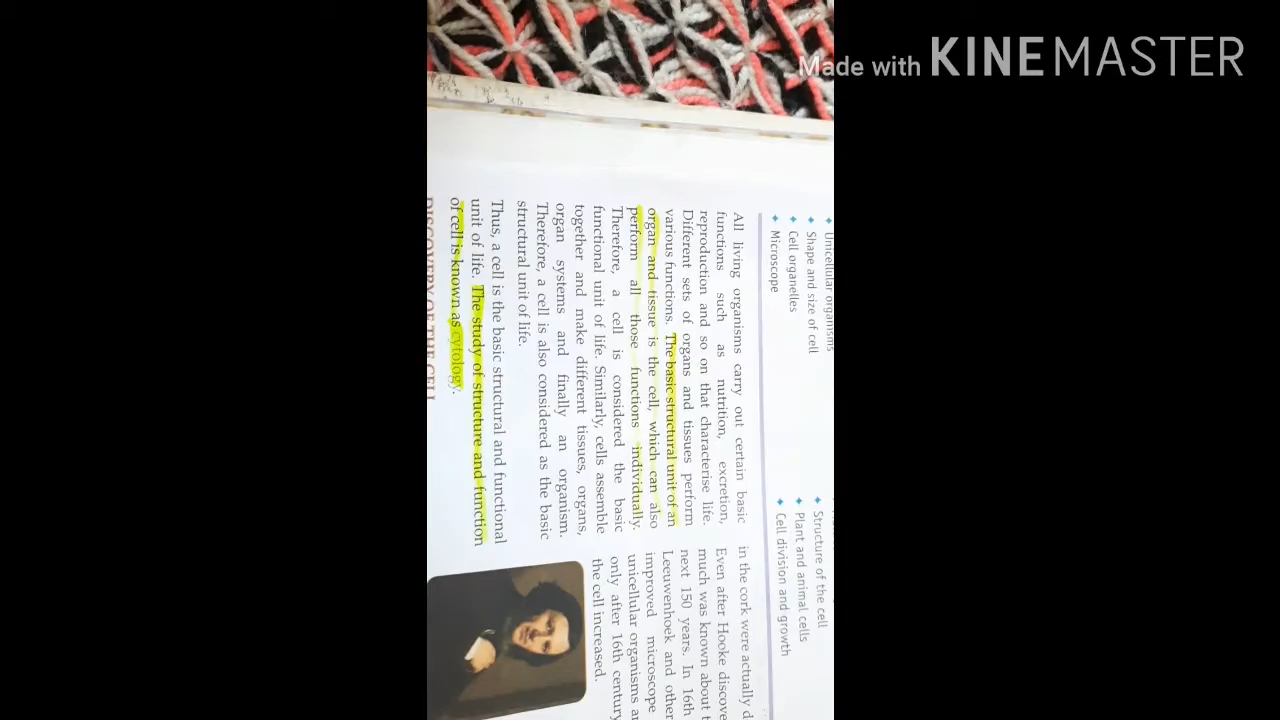 Made with KINEMASTER
Unicellular organisms
Shape and size of cell
Cell organelles
Microscope
Structure of the cell
Plant and animal cells
Cell division and growth
All living organisms carry out certain basic
functions such as nutrition, excretion,
reproduction and so on that characterise life.
Different sets of organs and tissues perform
various functions. The basic structural unit of an
organ and tissue is the cell, which can also
perform all those functions individually.
Therefore, a cell is considered the basic
functional unit of life. Similarly, cells assemble
together and make different tissues, organs,
organ systems and finally an organism.
Therefore, a cell is also considered as the basic
structural unit of life.
Thus, a cell is the basic structural and functional
unit of life. The study of structure and function
of cell is known as cytology.
DISCOVERY OF THE CELL
in the cork were actually d
Even after Hooke discove
much was known about t
next 150 years. In 16th
Leeuwenhoek and other
improved microscope
unicellular organisms a
only after 16th century
the cell increased.